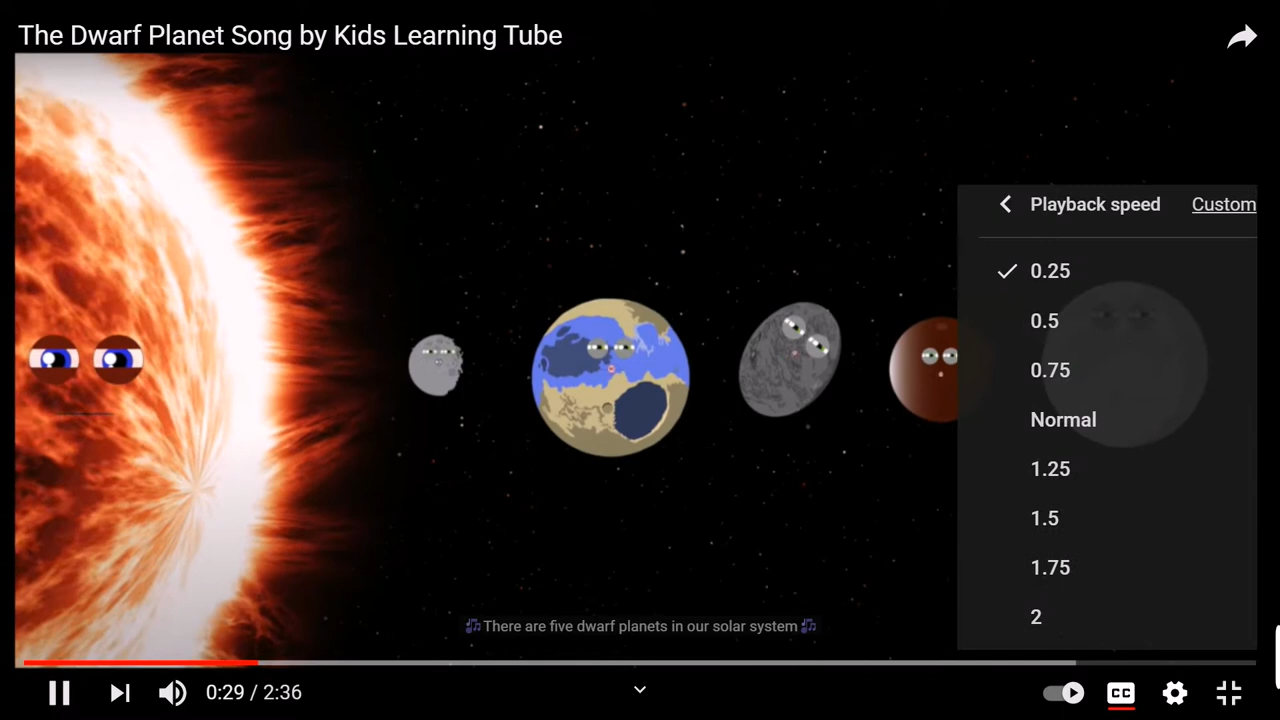 The Dwarf Planet Song by Kids Learning Tube
Playback speed Custom
0.25
0.5
0.75
Normal
1.25
1.5
1.75
2
🎵There are five dwarf planets in our solar system🎵
0:29 / 2:36
CC